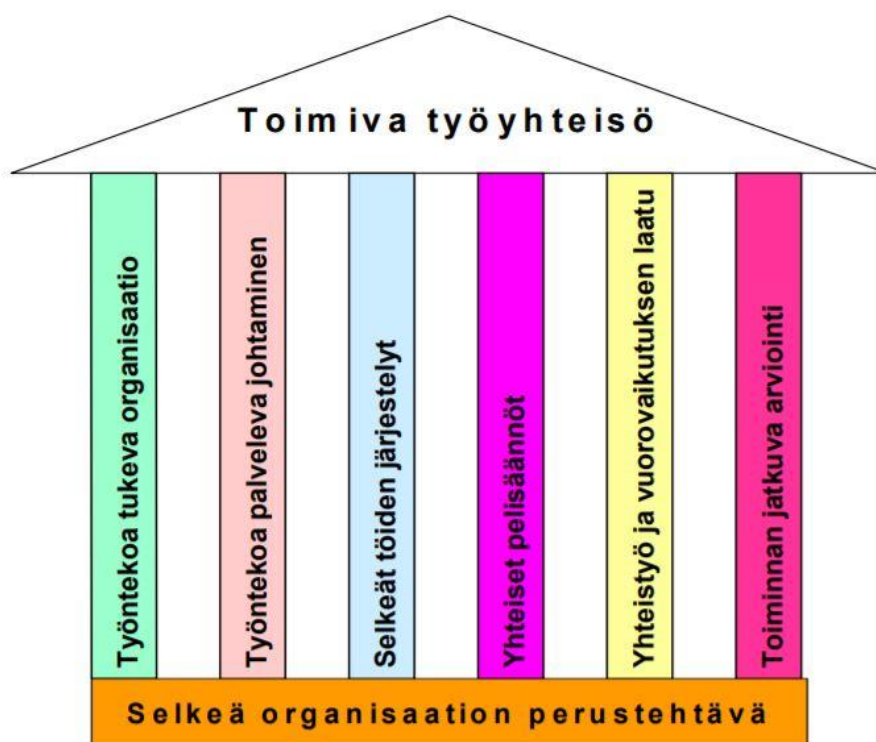 Toimiva työyhteisö
Työntekoa tukeva organisaatio
Työntekoa palveleva johtaminen
Selkeät töiden järjestelyt
Yhteiset pelisäännöt
Yhteistyö ja vuorovaikutuksen laatu
Toiminnan jatkuva arviointi
Selkeä organisaation perustehtävä